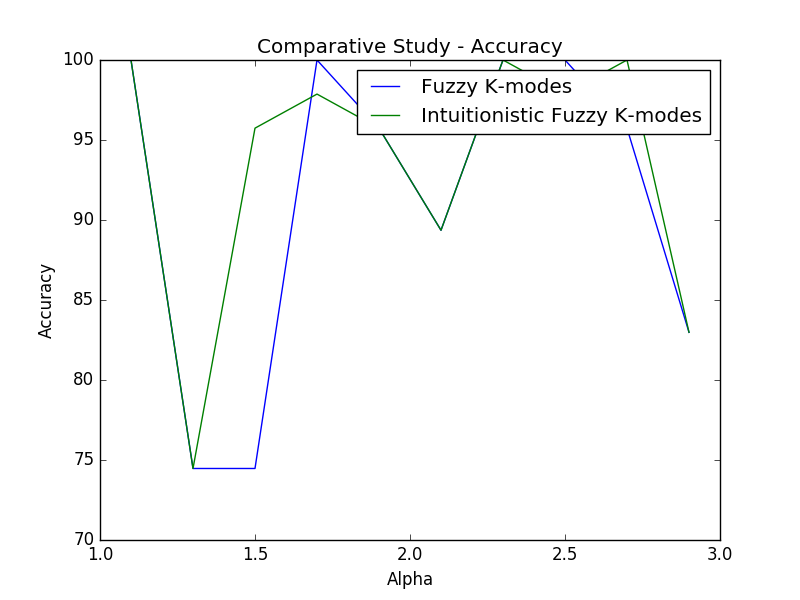 Comparative Study - Accuracy
Fuzzy K-modes
Intuitionistic Fuzzy K-modes
100
95
90
85
80
75
70
Accuracy
1.0 1.5 2.0 2.5 3.0
Alpha